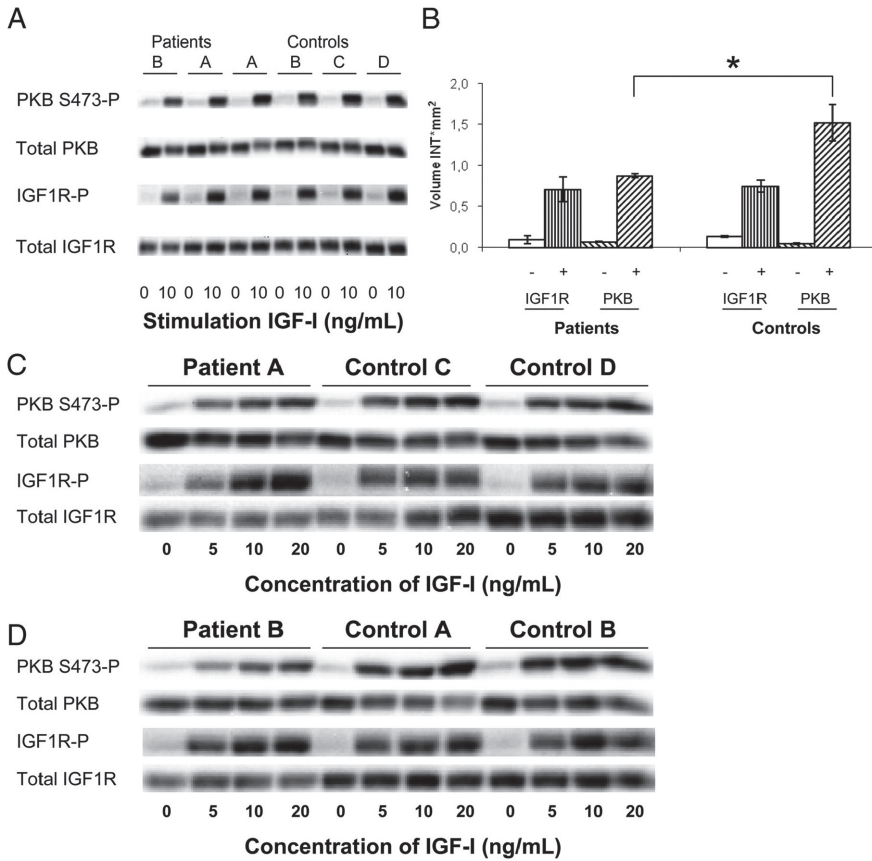 A
Patients Controls
B A A B C D
PKB S473-P
Total PKB
IGF1R-P
Total IGF1R
0 10 0 10 0 10 0 10 0 10 0 10
Stimulation IGF-I (ng/mL)
B
*
2,0
1,5
1,0
0,5
0,0
Volume INT*mm²
- + - + - + - +
IGF1R PKB IGF1R PKB
Patients Controls
C
Patient A Control C Control D
PKB S473-P
Total PKB
IGF1R-P
Total IGF1R
0 5 10 20 0 5 10 20 0 5 10 20
Concentration of IGF-I (ng/mL)
D
Patient B Control A Control B
PKB S473-P
Total PKB
IGF1R-P
Total IGF1R
0 5 10 20 0 5 10 20 0 5 10 20
Concentration of IGF-I (ng/mL)